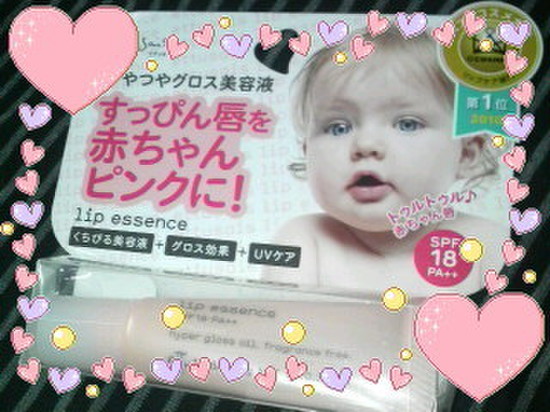 やつやグロス美容液
すっぴん唇を
赤ちゃん
ピンクに!
lip essence
くちびる美容液 + グロス効果 + UVケア
トゥルトゥル♪
赤ちゃん唇
SPF
18
PA++
第1位
2010
lip essence
SPF18・PA++
hyper gloss oil, fragrance free.